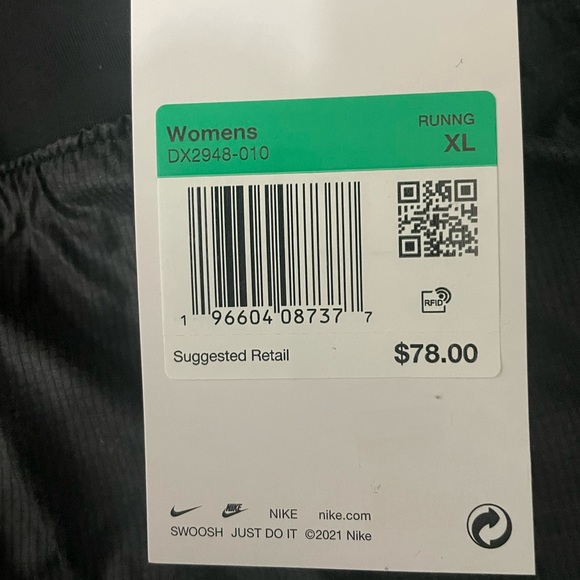 Womens
RUNNG
DX2948-010
XL
1 96604 08737 7
RFID
Suggested Retail
$78.00
NIKE
NIKE nike.com
SWOOSH JUST DO IT ©2021 Nike